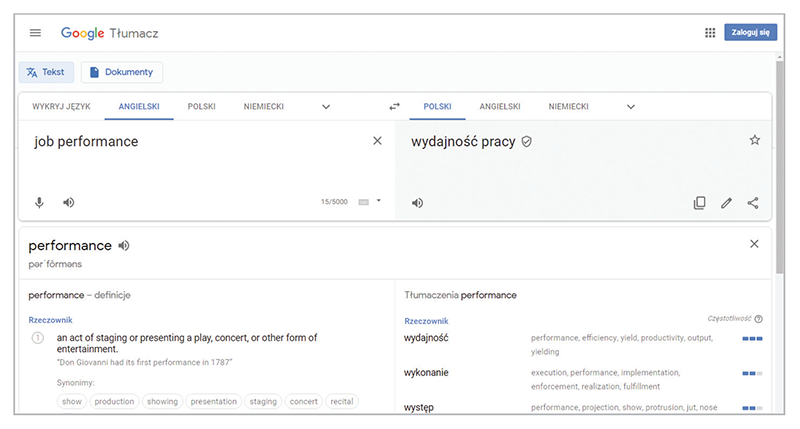 Google Tłumacz
Zaloguj się
Tekst
Dokumenty
WYKRYJ JĘZYK ANGIELSKI POLSKI NIEMIECKI
POLSKI ANGIELSKI NIEMIECKI
job performance
wydajność pracy
15/5000
performance
pərˈfôrməns
performance – definicje
Rzeczownik
1 an act of staging or presenting a play, concert, or other form of
entertainment.
"Don Giovanni had its first performance in 1787"
Synonimy:
show production showing presentation staging concert recital
Tłumaczenia performance
Rzeczownik Częstotliwość
wydajność performance, efficiency, yield, productivity, output,
yielding
wykonanie execution, performance, implementation,
enforcement, realization, fulfillment
występ performance, projection, show, protrusion, jut, nose